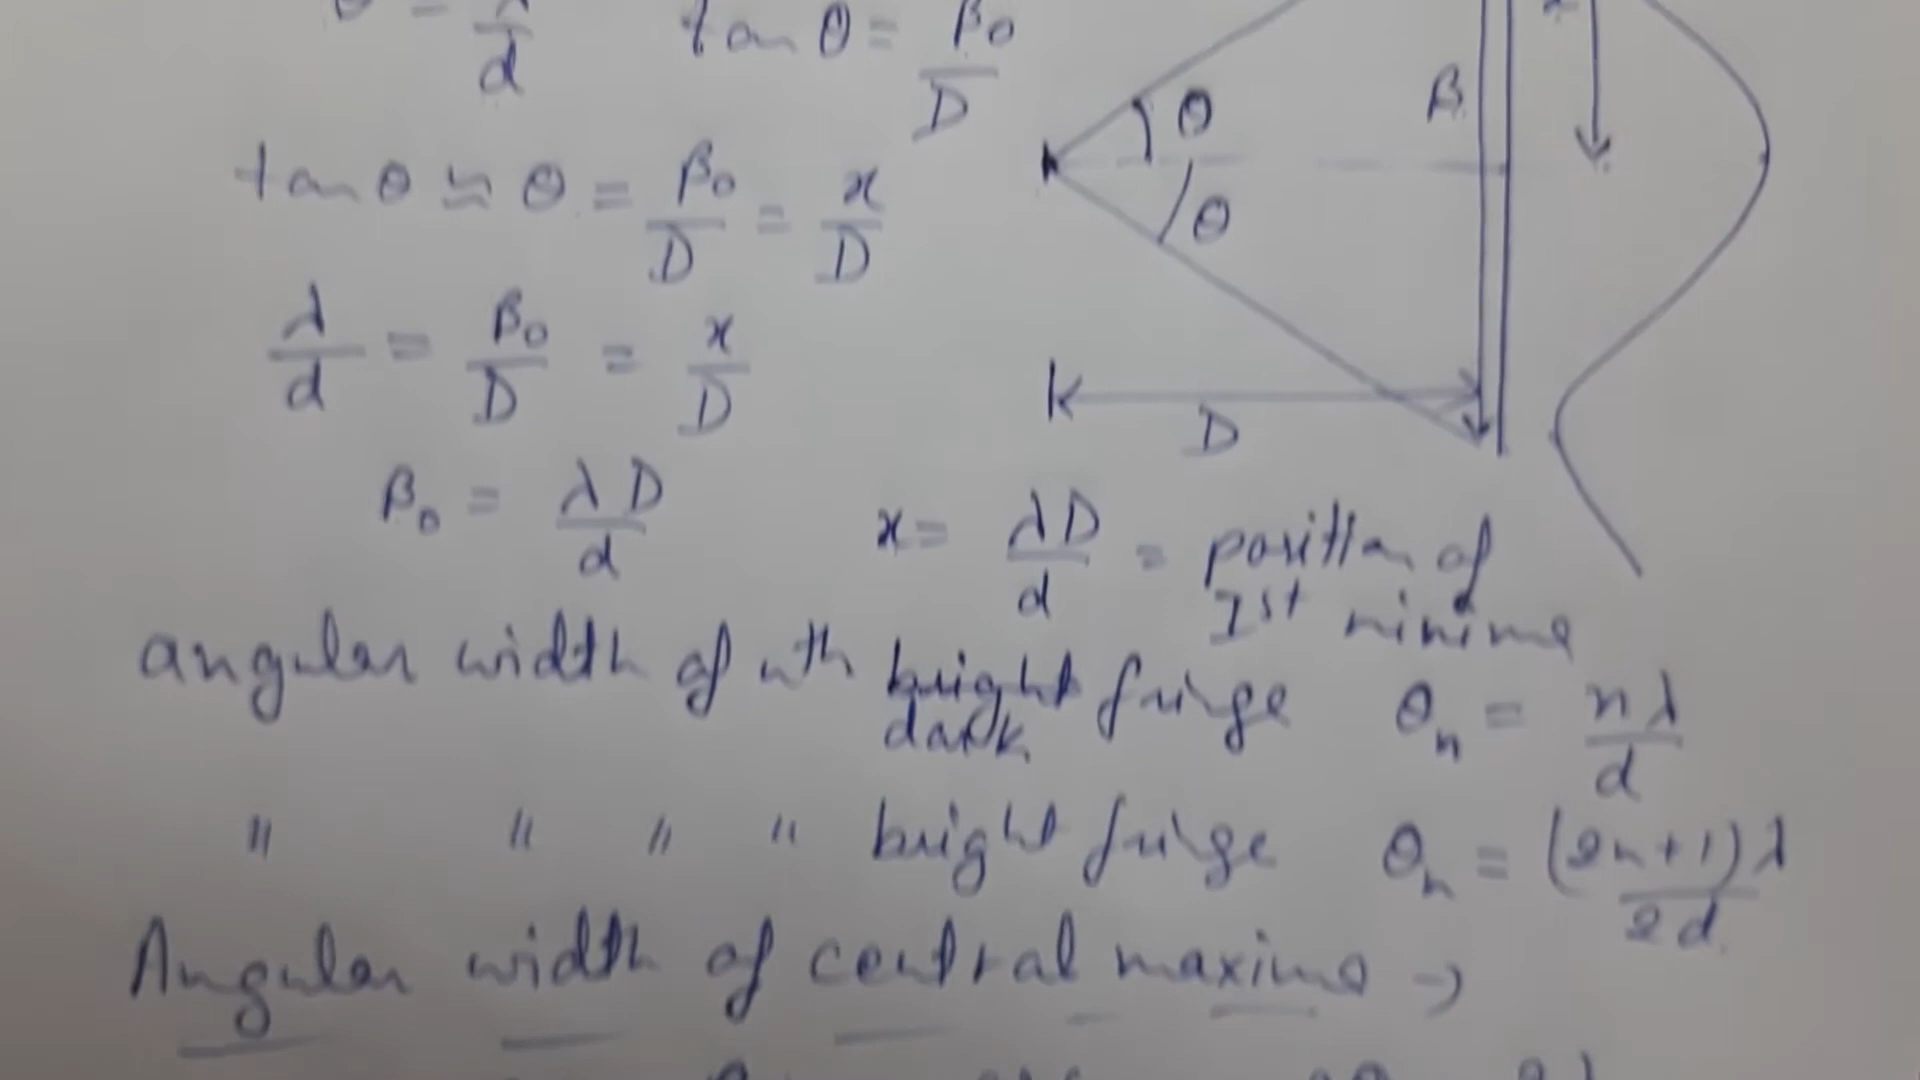 θ = λ/d tan θ = β₀/D
tan θ ≈ θ = β₀/D = x/D
λ/d = β₀/D = x/D
β₀ = λD/d x = λD/d = position of
1st minima
angular width of nth bright fringe θₙ = nλ/d
dark
" " " " bright fringe θₙ = (2n+1)λ/2d
Angular width of central maxima →
θ
θ
β
D